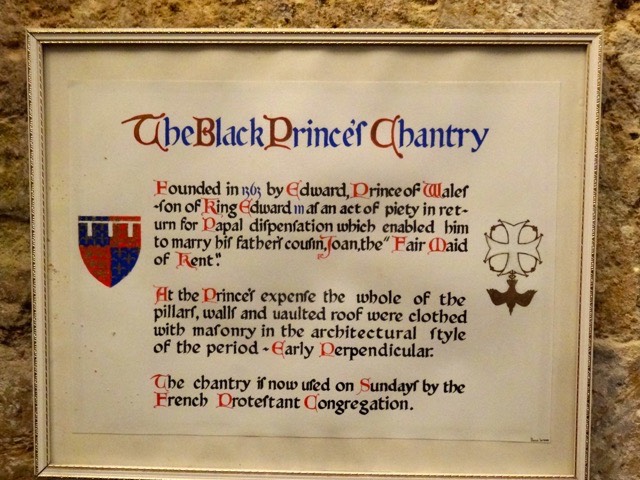 The Black Prince's Chantry
Founded in 1363 by Edward, Prince of Wales
-son of King Edward III as an act of piety in ret-
urn for Papal dispensation which enabled him
to marry his father's cousin, Joan, the "Fair Maid
of Kent".
At the Prince's expense the whole of the
pillars, walls and vaulted roof were clothed
with masonry in the architectural style
of the period - Early Perpendicular.
The chantry is now used on Sundays by the
French Protestant Congregation.